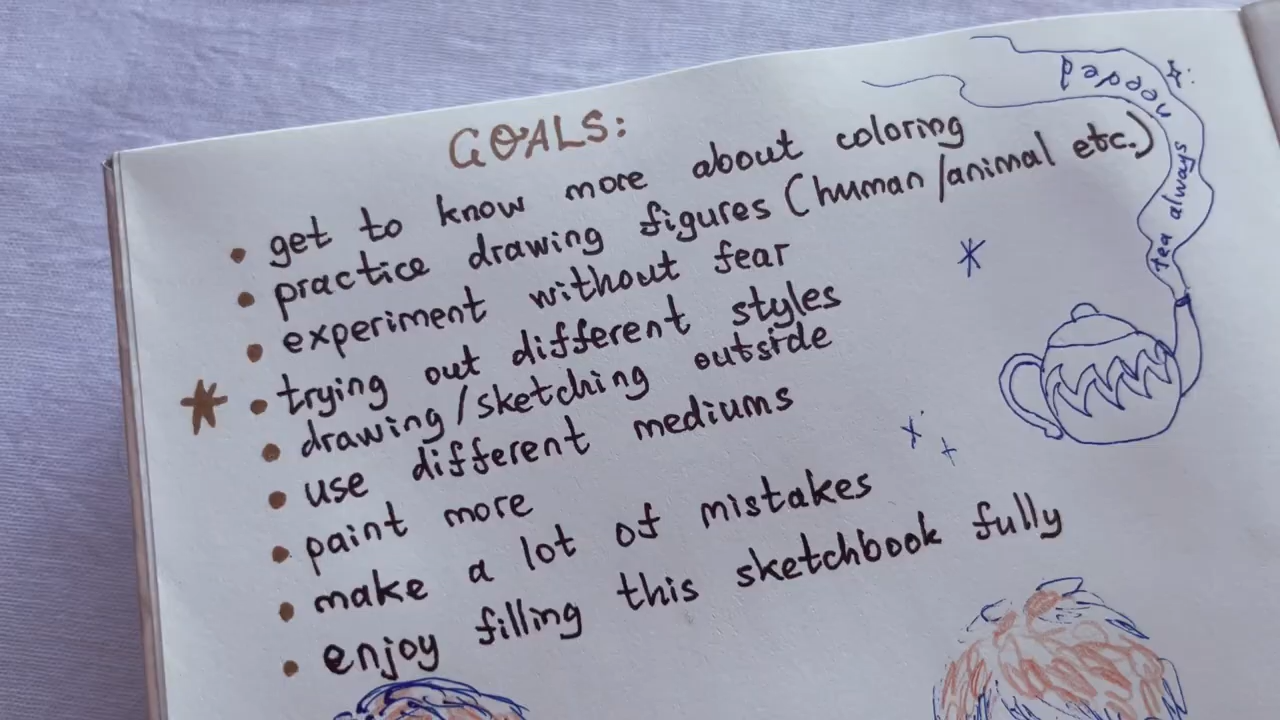 GOALS:
• get to know more about coloring
• practice drawing figures (human/animal etc.)
• experiment without fear
• trying out different styles
• drawing/sketching outside
• use different mediums
• paint more
• make a lot of mistakes
• enjoy filling this sketchbook fully
tea always needed